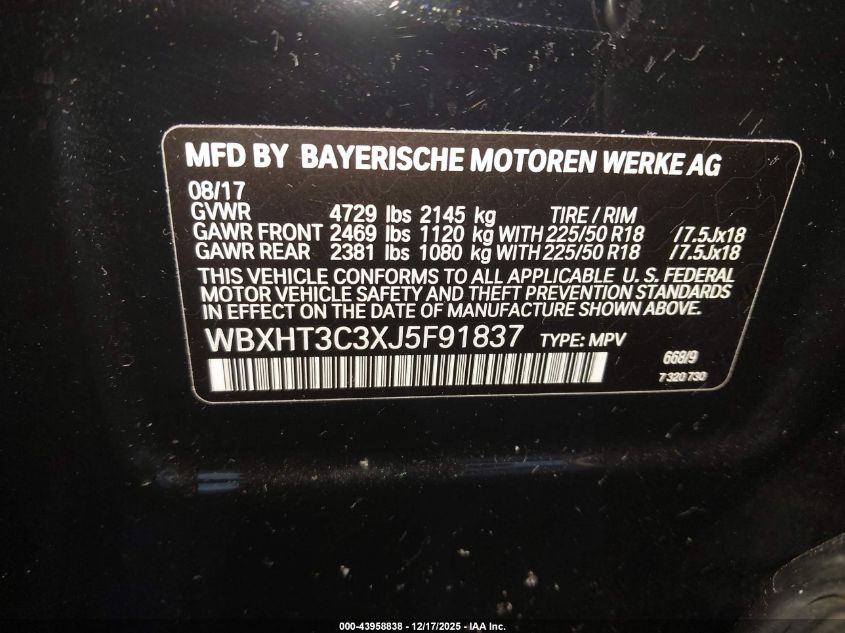 MFD BY BAYERISCHE MOTOREN WERKE AG
08/17
GVWR 4729 lbs 2145 kg TIRE / RIM
GAWR FRONT 2469 lbs 1120 kg WITH 225/50 R18 / 7.5Jx18
GAWR REAR 2381 lbs 1080 kg WITH 225/50 R18 / 7.5Jx18
THIS VEHICLE CONFORMS TO ALL APPLICABLE U. S. FEDERAL
MOTOR VEHICLE SAFETY AND THEFT PREVENTION STANDARDS
IN EFFECT ON THE DATE OF MANUFACTURE SHOWN ABOVE.
WBXHT3C3XJ5F91837 TYPE: MPV
668/9
7 320 730
000-43958838 - 12/17/2025 - IAA Inc.